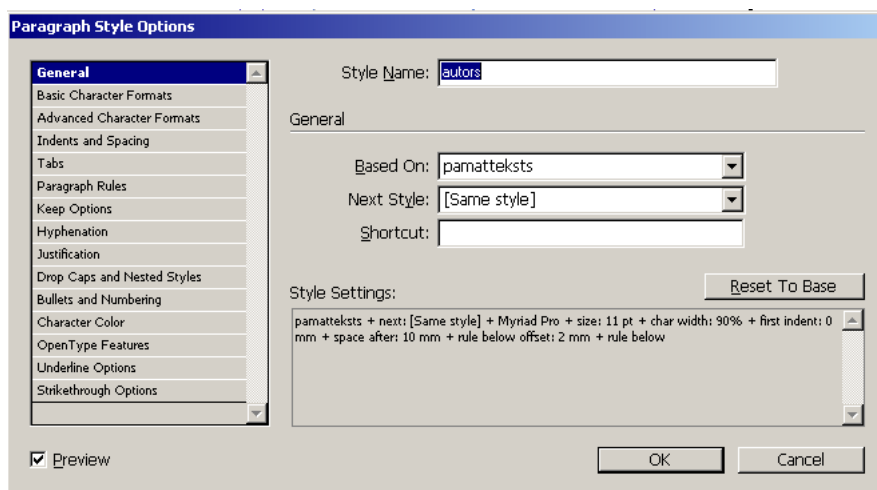 Paragraph Style Options
General
Basic Character Formats
Advanced Character Formats
Indents and Spacing
Tabs
Paragraph Rules
Keep Options
Hyphenation
Justification
Drop Caps and Nested Styles
Bullets and Numbering
Character Color
OpenType Features
Underline Options
Strikethrough Options
Style Name: autors
General
Based On: pamatteksts
Next Style: [Same style]
Shortcut:
Reset To Base
Style Settings:
pamatteksts + next: [Same style] + Myriad Pro + size: 11 pt + char width: 90% + first indent: 0
mm + space after: 10 mm + rule below offset: 2 mm + rule below
Preview
OK
Cancel